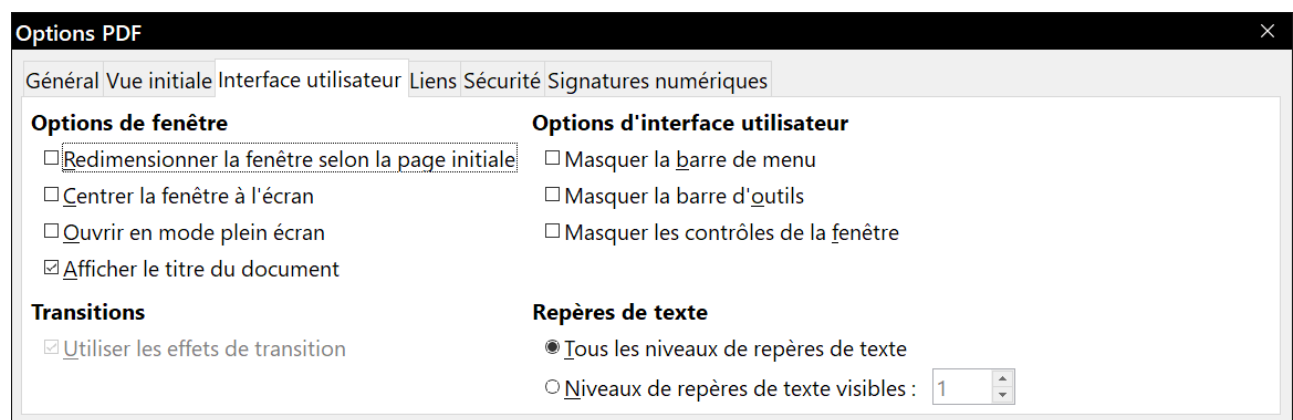 Options PDF
Général Vue initiale Interface utilisateur Liens Sécurité Signatures numériques
Options de fenêtre
Redimensionner la fenêtre selon la page initiale
Centrer la fenêtre à l'écran
Ouvrir en mode plein écran
Afficher le titre du document
Options d'interface utilisateur
Masquer la barre de menu
Masquer la barre d'outils
Masquer les contrôles de la fenêtre
Transitions
Utiliser les effets de transition
Repères de texte
Tous les niveaux de repères de texte
Niveaux de repères de texte visibles : 1